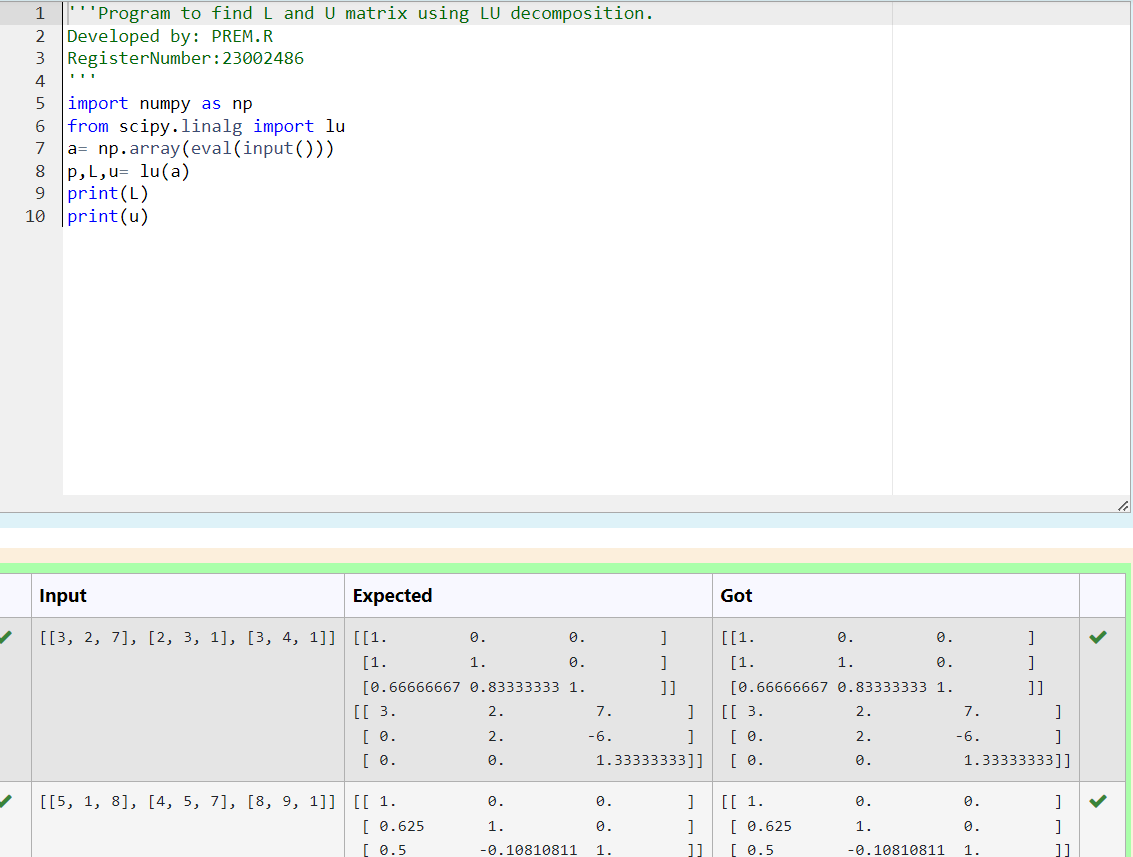 1 '''Program to find L and U matrix using LU decomposition.
2 Developed by: PREM.R
3 RegisterNumber:23002486
4 '''
5 import numpy as np
6 from scipy.linalg import lu
7 a= np.array(eval(input()))
8 p,L,u= lu(a)
9 print(L)
10 print(u)
Input Expected Got
[[3, 2, 7], [2, 3, 1], [3, 4, 1]] [[1. 0. 0. ] [[1. 0. 0. ]
[1. 1. 0. ] [1. 1. 0. ]
[0.66666667 0.83333333 1. ]] [0.66666667 0.83333333 1. ]]
[[ 3. 2. 7. ] [[ 3. 2. 7. ]
[ 0. 2. -6. ] [ 0. 2. -6. ]
[ 0. 0. 1.33333333]] [ 0. 0. 1.33333333]]
[[5, 1, 8], [4, 5, 7], [8, 9, 1]] [[ 1. 0. 0. ] [[ 1. 0. 0. ]
[ 0.625 1. 0. ] [ 0.625 1. 0. ]
[ 0.5 -0.10810811 1. ]] [ 0.5 -0.10810811 1. ]]